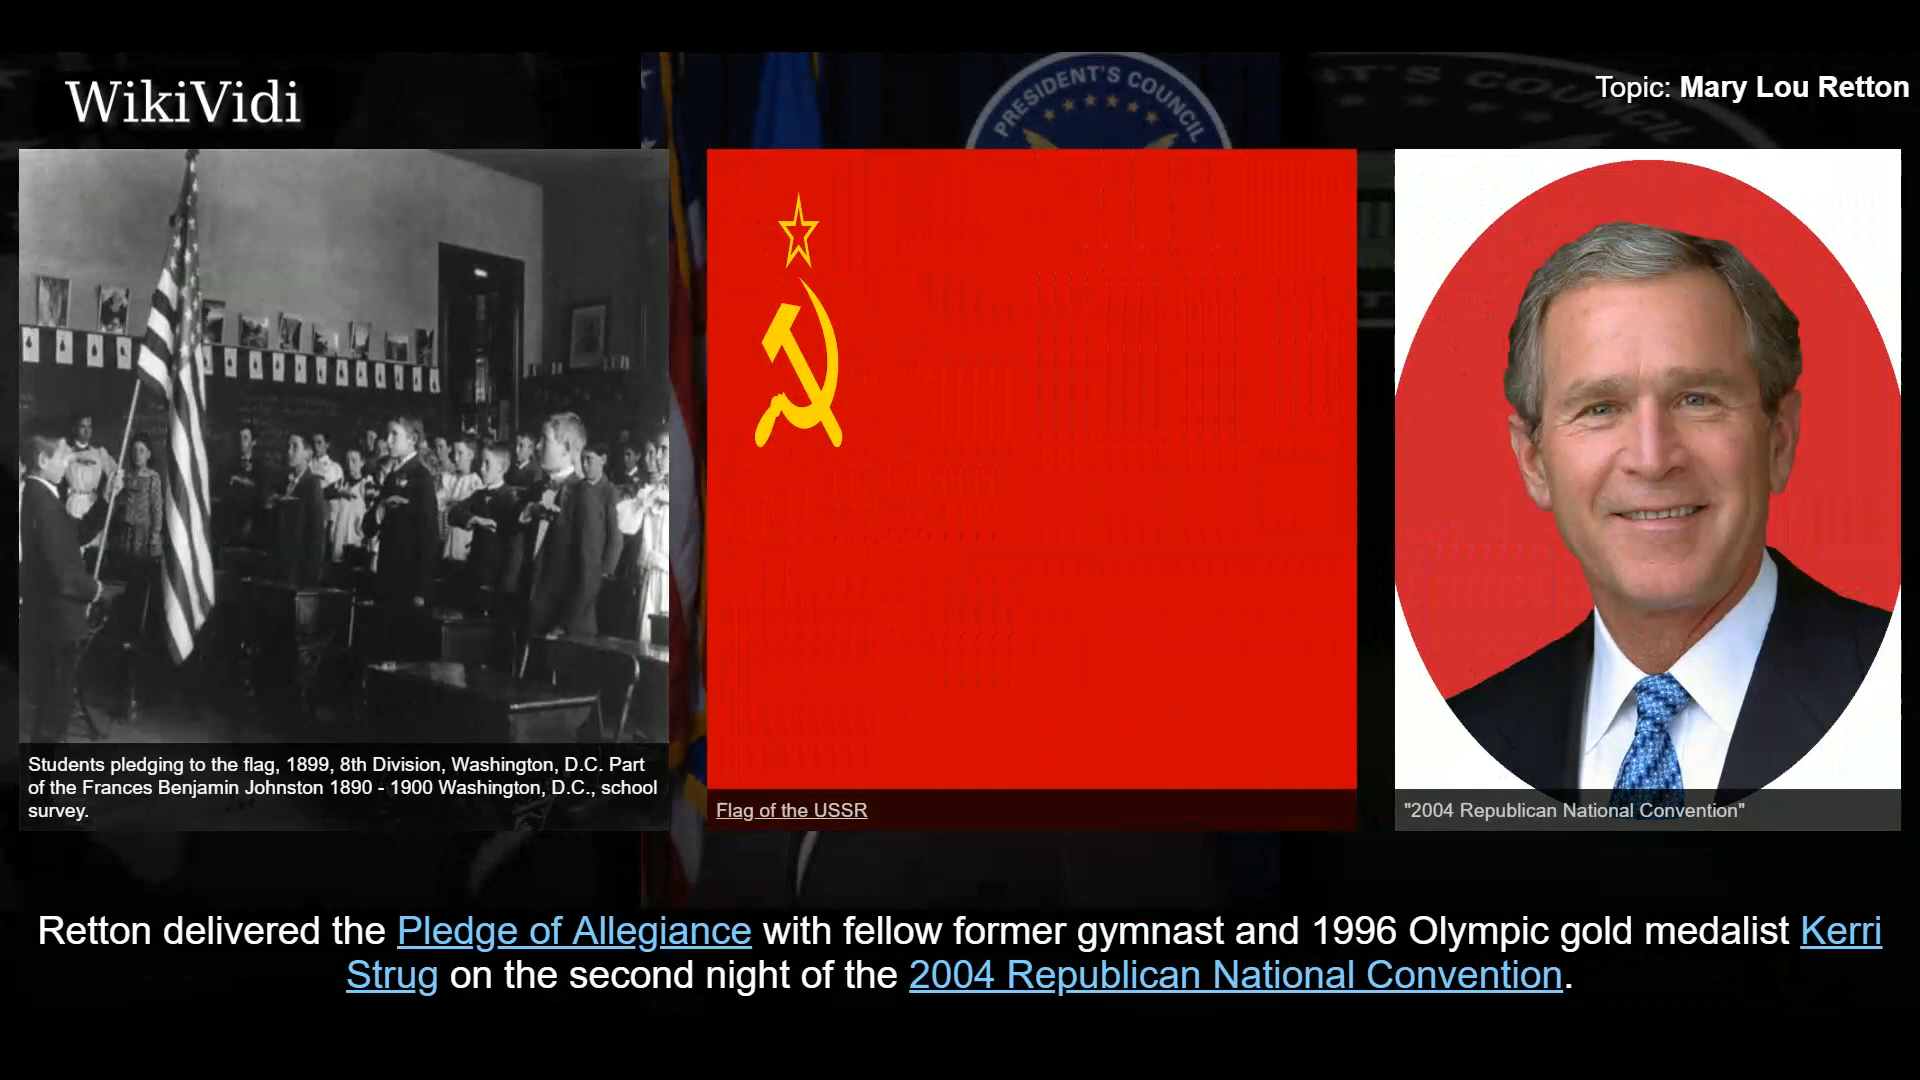 PRESIDENT'S COUNCIL
WikiVidi
Topic: Mary Lou Retton
Students pledging to the flag, 1899, 8th Division, Washington, D.C. Part
of the Frances Benjamin Johnston 1890 - 1900 Washington, D.C., school
survey.
Flag of the USSR
"2004 Republican National Convention"
Retton delivered the Pledge of Allegiance with fellow former gymnast and 1996 Olympic gold medalist Kerri
Strug on the second night of the 2004 Republican National Convention.